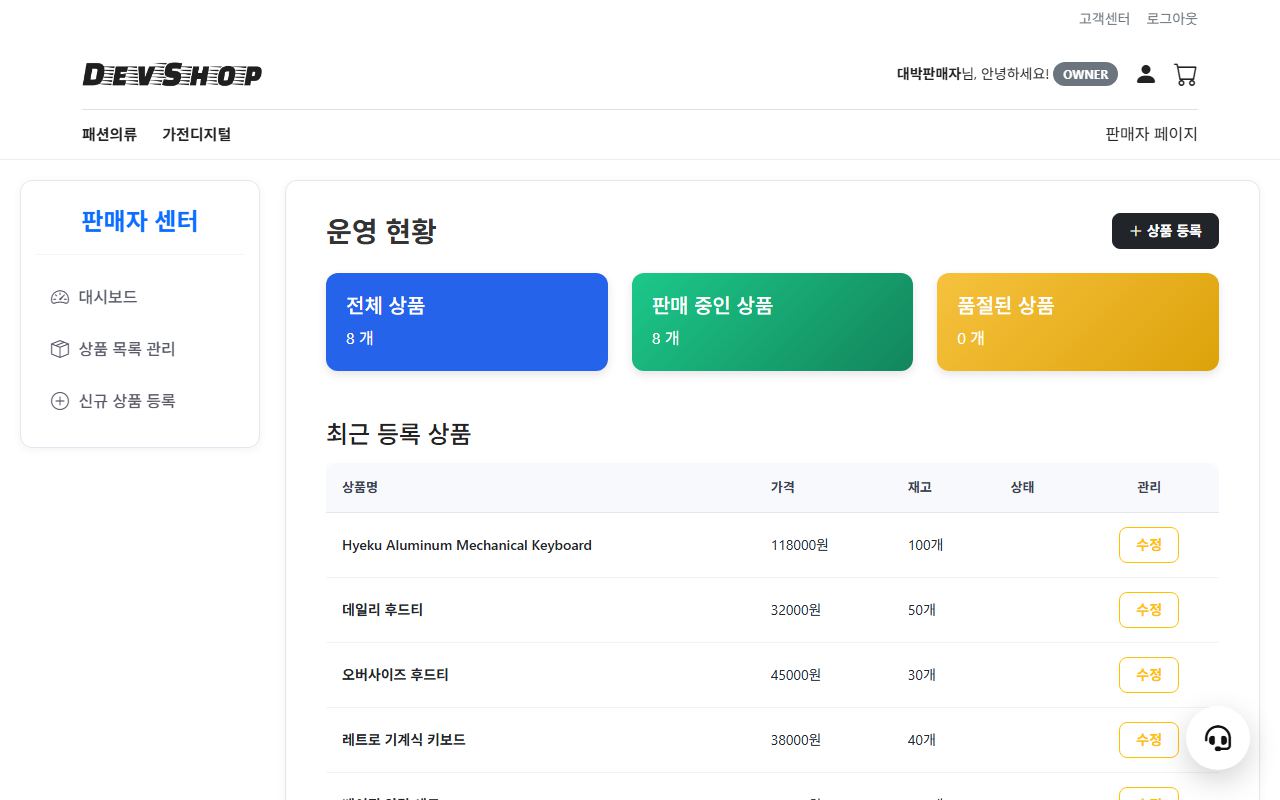 고객센터 로그아웃
DevShop
대박판매자님, 안녕하세요! OWNER
패션의류 가전디지털 판매자 페이지
판매자 센터
대시보드
상품 목록 관리
신규 상품 등록
운영 현황
+ 상품 등록
전체 상품
8 개
판매 중인 상품
8 개
품절된 상품
0 개
최근 등록 상품
상품명 가격 재고 상태 관리
Hyeku Aluminum Mechanical Keyboard 118000원 100개 수정
데일리 후드티 32000원 50개 수정
오버사이즈 후드티 45000원 30개 수정
레트로 기계식 키보드 38000원 40개 수정